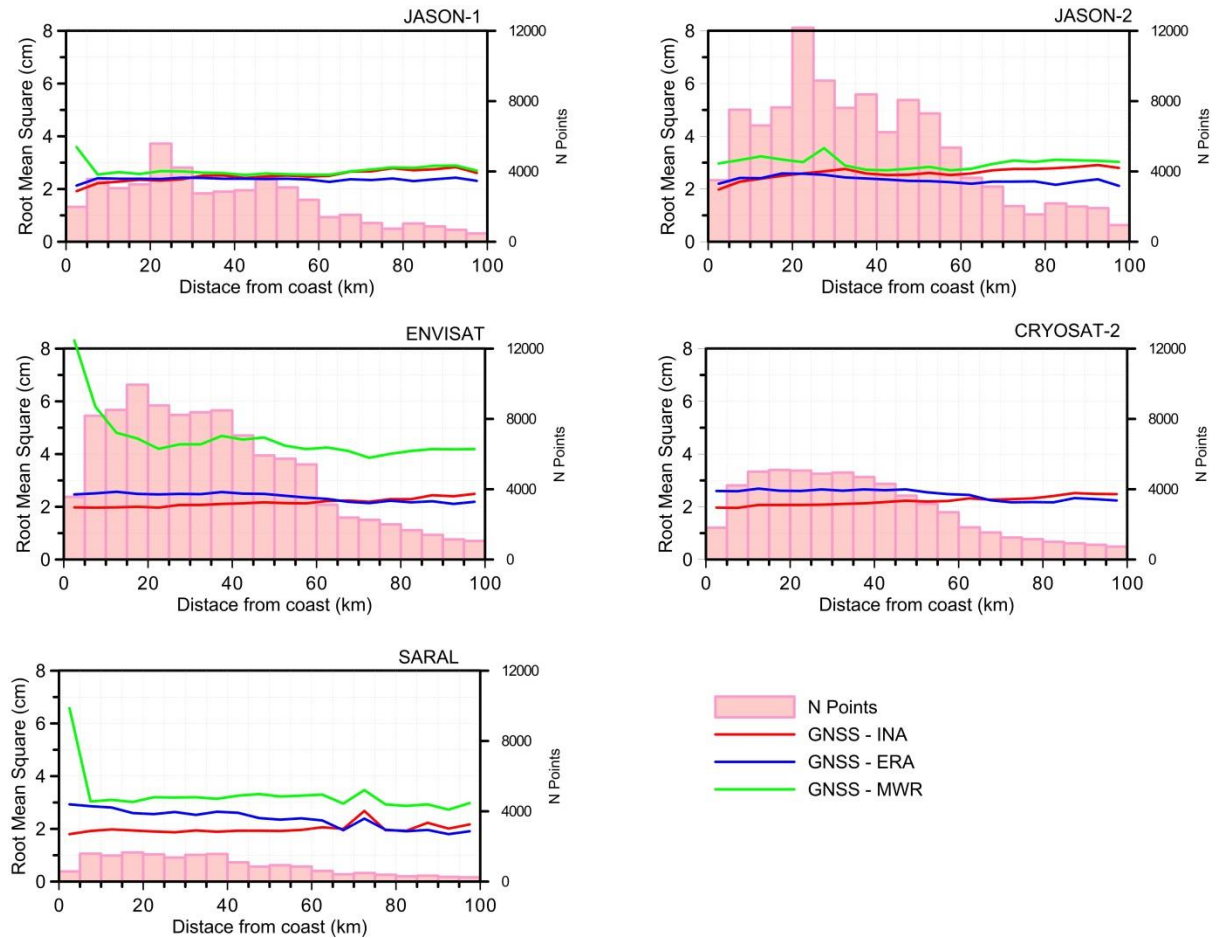 JASON-1
8
6
4
2
0
Root Mean Square (cm)
12000
8000
4000
0
N Points
0 20 40 60 80 100
Distace from coast (km)
JASON-2
8
6
4
2
0
Root Mean Square (cm)
12000
8000
4000
0
N Points
0 20 40 60 80 100
Distace from coast (km)
ENVISAT
8
6
4
2
0
Root Mean Square (cm)
12000
8000
4000
0
N Points
0 20 40 60 80 100
Distace from coast (km)
CRYOSAT-2
8
6
4
2
0
Root Mean Square (cm)
12000
8000
4000
0
N Points
0 20 40 60 80 100
Distace from coast (km)
SARAL
8
6
4
2
0
Root Mean Square (cm)
12000
8000
4000
0
N Points
0 20 40 60 80 100
Distace from coast (km)
N Points
GNSS - INA
GNSS - ERA
GNSS - MWR